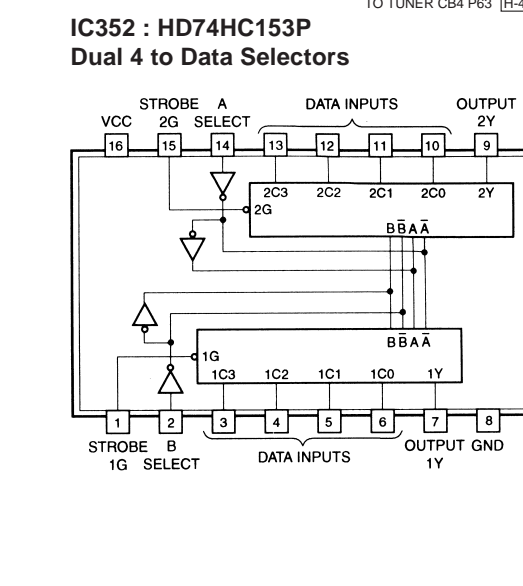 TO TUNER CB4 P63 H-4
IC352 : HD74HC153P
Dual 4 to Data Selectors
STROBE A DATA INPUTS OUTPUT
VCC 2G SELECT 2Y
16 15 14 13 12 11 10 9
2C3 2C2 2C1 2C0 2Y
2G
B B̅ A A̅
B B̅ A A̅
1G
1C3 1C2 1C1 1C0 1Y
1 2 3 4 5 6 7 8
STROBE B DATA INPUTS OUTPUT GND
1G SELECT 1Y